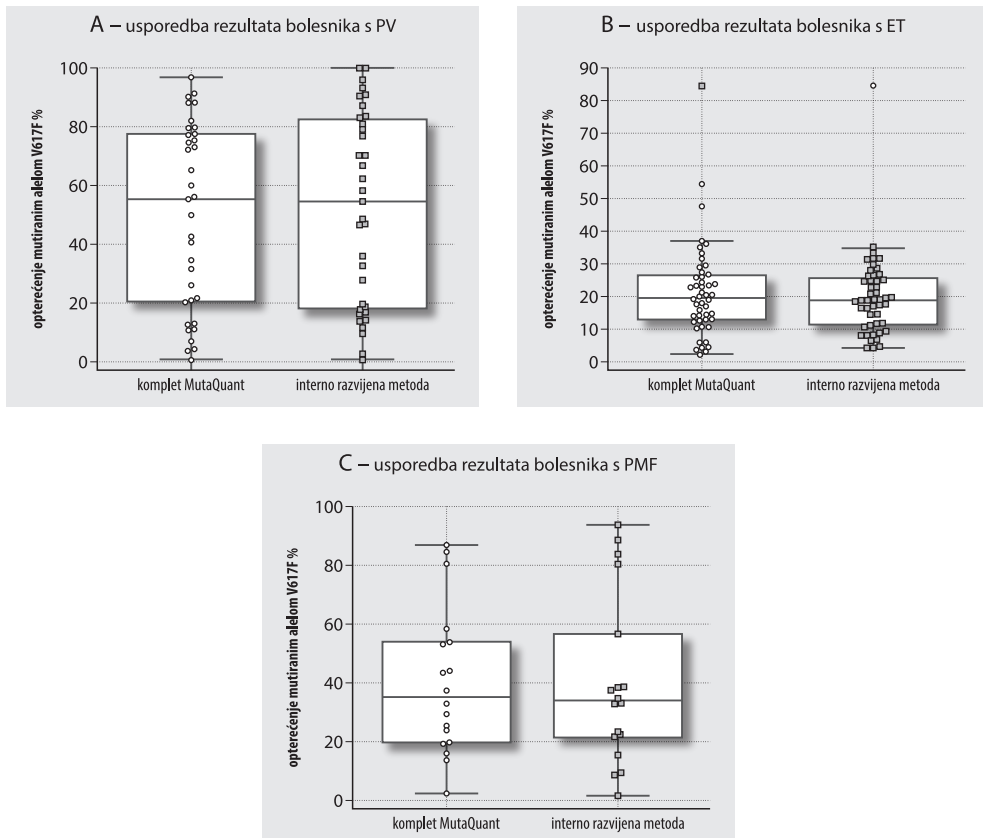 A – usporedba rezultata bolesnika s PV
opterećenje mutiranim alelom V617F %
100
80
60
40
20
0
komplet MutaQuant
interno razvijena metoda
B – usporedba rezultata bolesnika s ET
opterećenje mutiranim alelom V617F %
90
80
70
60
50
40
30
20
10
0
komplet MutaQuant
interno razvijena metoda
C – usporedba rezultata bolesnika s PMF
opterećenje mutiranim alelom V617F %
100
80
60
40
20
0
komplet MutaQuant
interno razvijena metoda